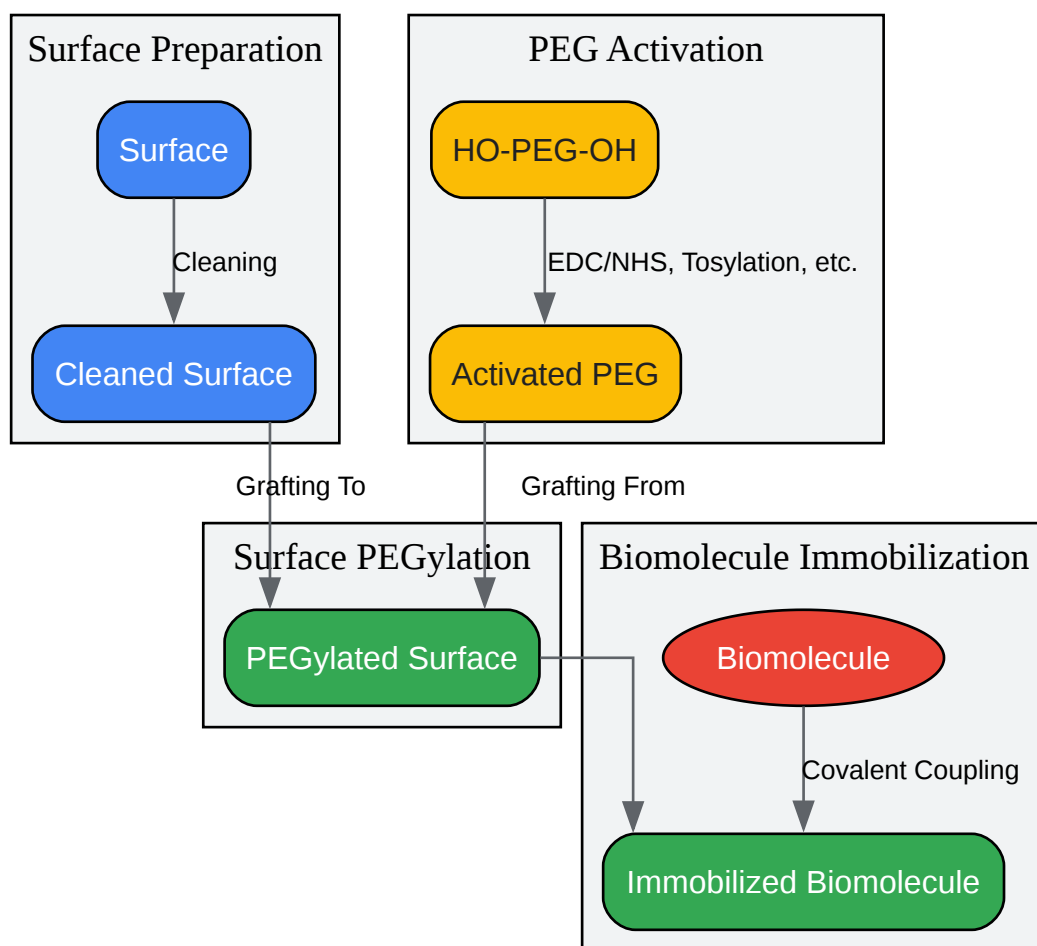 Surface Preparation
PEG Activation
Surface
HO-PEG-OH
Cleaning
EDC/NHS, Tosylation, etc.
Cleaned Surface
Activated PEG
Grafting To
Grafting From
Surface PEGylation
Biomolecule Immobilization
PEGylated Surface
Biomolecule
Covalent Coupling
Immobilized Biomolecule